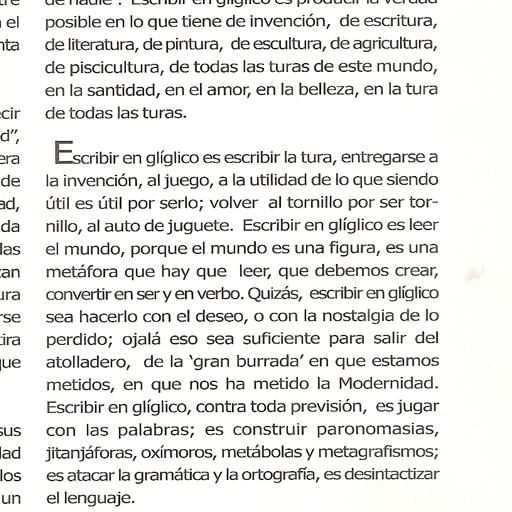 de nadie". Escribir en glíglico es producir la verdad
posible en lo que tiene de invención, de escritura,
de literatura, de pintura, de escultura, de agricultura,
de piscicultura, de todas las turas de este mundo,
en la santidad, en el amor, en la belleza, en la tura
de todas las turas.
Escribir en glíglico es escribir la tura, entregarse a
la invención, al juego, a la utilidad de lo que siendo
útil es útil por serlo; volver al tornillo por ser tor-
nillo, al auto de juguete. Escribir en glíglico es leer
el mundo, porque el mundo es una figura, es una
metáfora que hay que leer, que debemos crear,
convertir en ser y en verbo. Quizás, escribir en glíglico
sea hacerlo con el deseo, o con la nostalgia de lo
perdido; ojalá eso sea suficiente para salir del
atolladero, de la ‘gran burrada’ en que estamos
metidos, en que nos ha metido la Modernidad.
Escribir en glíglico, contra toda previsión, es jugar
con las palabras; es construir paronomasias,
jitanjáforas, oxímoros, metábolas y metagrafismos;
es atacar la gramática y la ortografía, es desintactizar
el lenguaje.